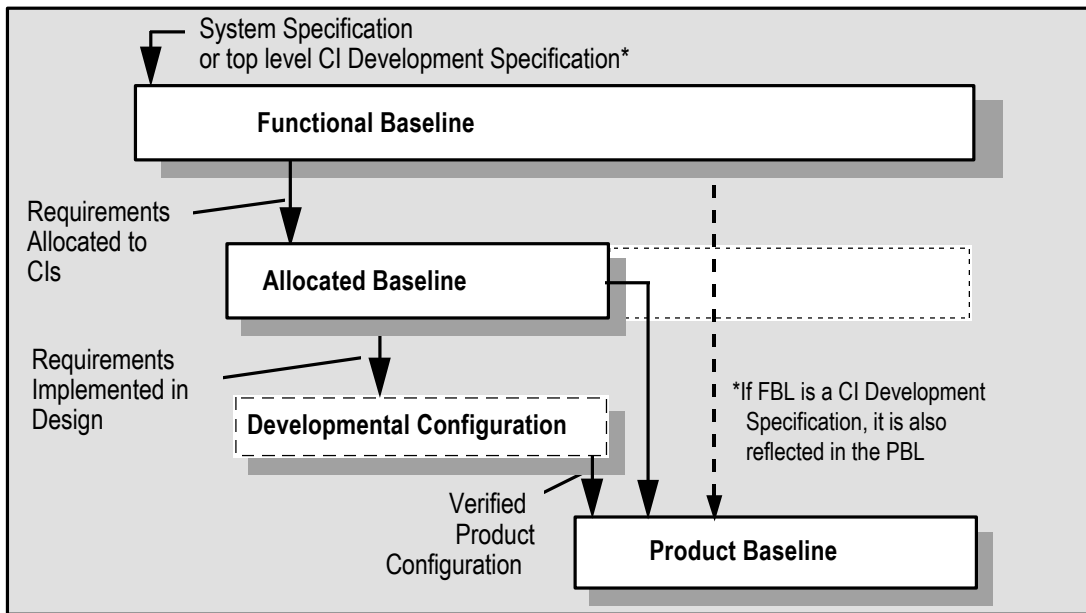 System Specification
or top level CI Development Specification*
Functional Baseline
Requirements
Allocated to
CIs
Allocated Baseline
Requirements
Implemented in
Design
Developmental Configuration
*If FBL is a CI Development
Specification, it is also
reflected in the PBL
Verified
Product
Configuration
Product Baseline